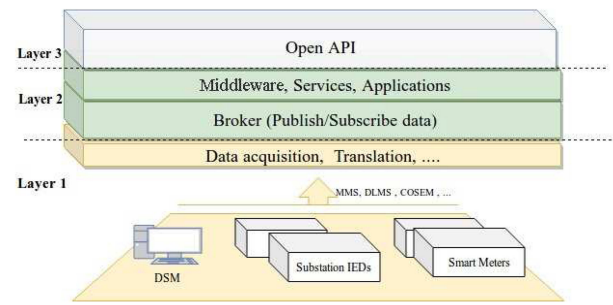 Open API
Layer 3
Middleware, Services, Applications
Layer 2
Broker (Publish/Subscribe data)
Data acquisition, Translation, ....
Layer 1
MMS, DLMS , COSEM , ...
DSM
Substation IEDs
Smart Meters